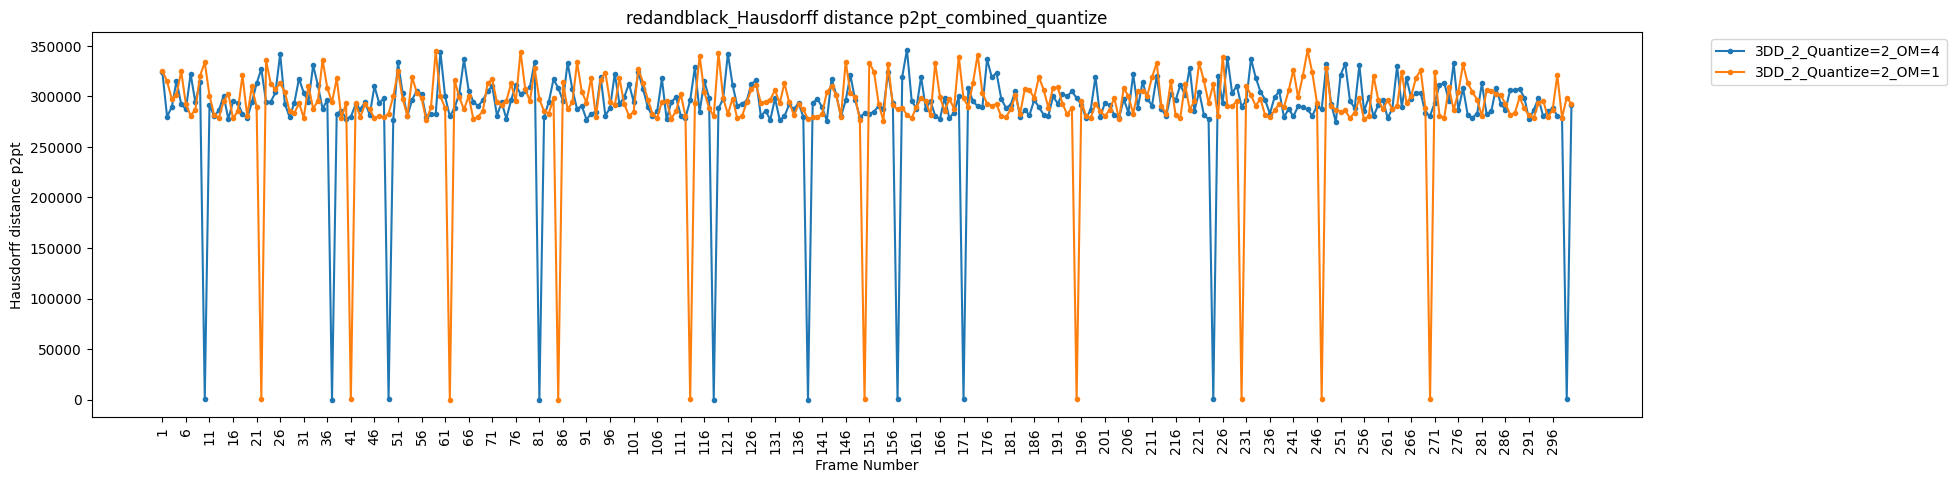 redandblack_Hausdorff distance p2pt_combined_quantize
3DD_2_Quantize=2_OM=4
3DD_2_Quantize=2_OM=1
Hausdorff distance p2pt
350000
300000
250000
200000
150000
100000
50000
0
1 6 11 16 21 26 31 36 41 46 51 56 61 66 71 76 81 86 91 96 101 106 111 116 121 126 131 136 141 146 151 156 161 166 171 176 181 186 191 196 201 206 211 216 221 226 231 236 241 246 251 256 261 266 271 276 281 286 291 296
Frame Number